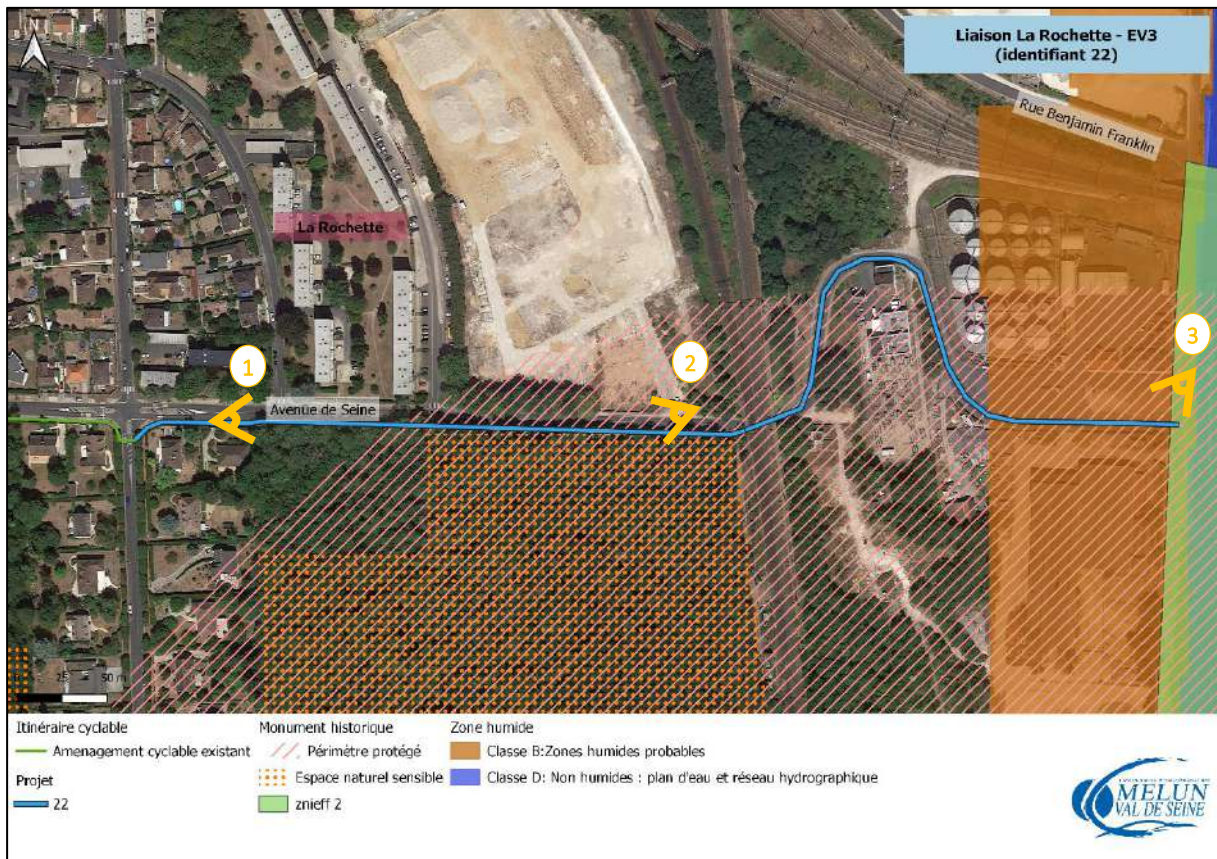 N
Liaison La Rochette - EV3
(identifiant 22)
Rue Benjamin Franklin
La Rochette
1
2
3
Avenue de Seine
25 50 m
Itinéraire cyclable
Amenagement cyclable existant
Projet
22
Monument historique
Périmètre protégé
Espace naturel sensible
znieff 2
Zone humide
Classe B:Zones humides probables
Classe D: Non humides : plan d'eau et réseau hydrographique
MELUN
VAL DE SEINE